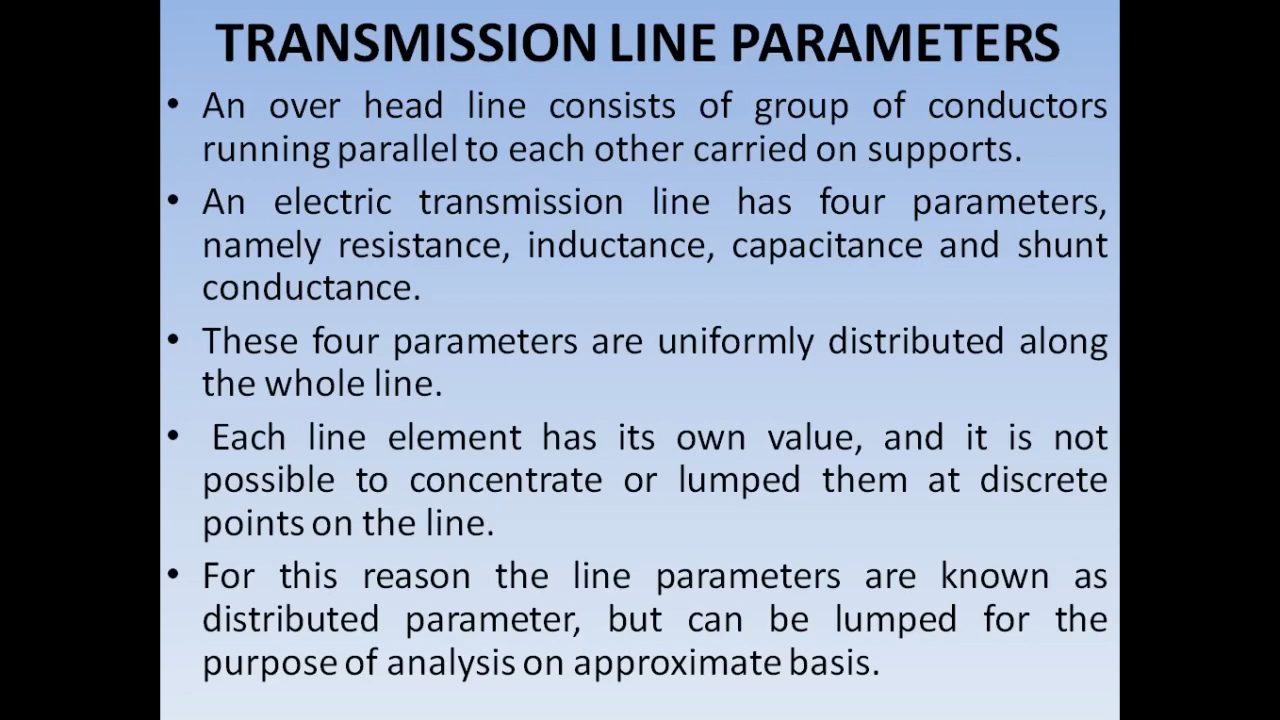 TRANSMISSION LINE PARAMETERS
• An over head line consists of group of conductors
running parallel to each other carried on supports.
• An electric transmission line has four parameters,
namely resistance, inductance, capacitance and shunt
conductance.
• These four parameters are uniformly distributed along
the whole line.
• Each line element has its own value, and it is not
possible to concentrate or lumped them at discrete
points on the line.
• For this reason the line parameters are known as
distributed parameter, but can be lumped for the
purpose of analysis on approximate basis.